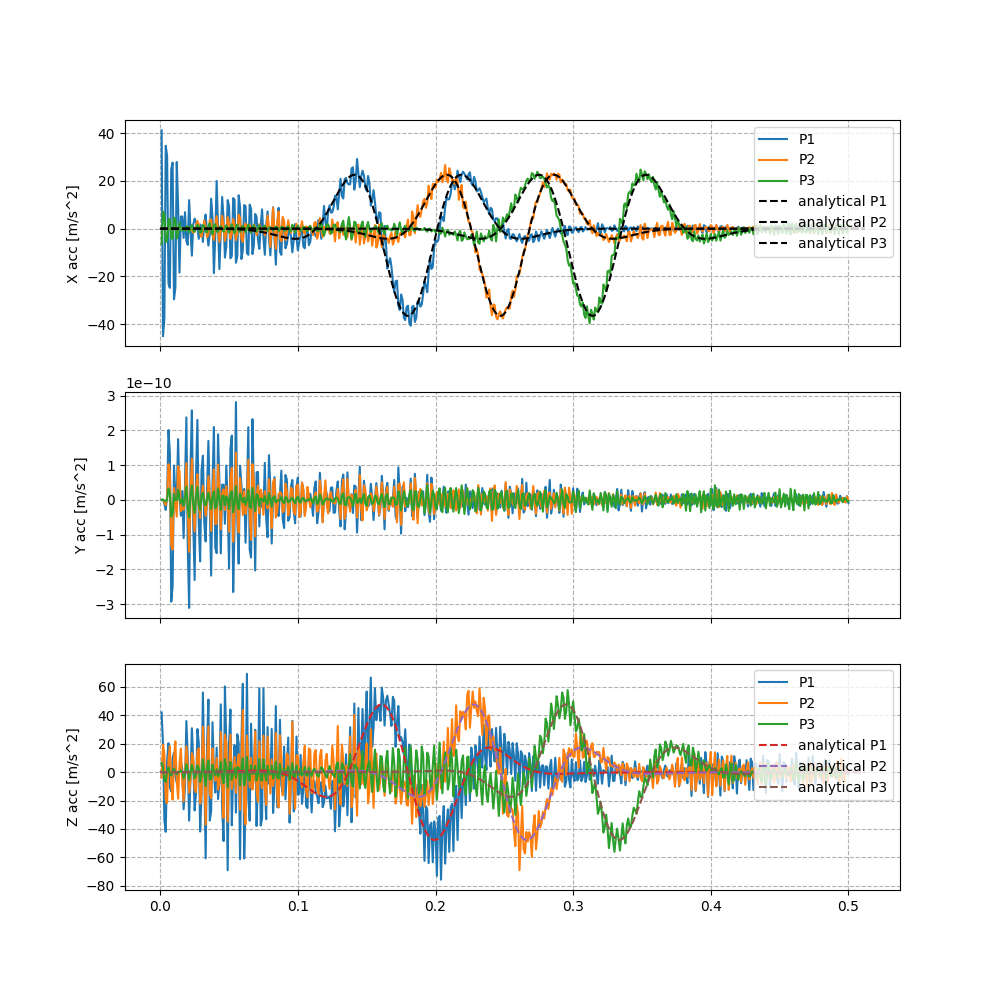 40
20
0
−20
−40
X acc [m/s^2]
P1
P2
P3
analytical P1
analytical P2
analytical P3
1e−10
3
2
1
0
−1
−2
−3
Y acc [m/s^2]
60
40
20
0
−20
−40
−60
−80
Z acc [m/s^2]
P1
P2
P3
analytical P1
analytical P2
analytical P3
0.0 0.1 0.2 0.3 0.4 0.5